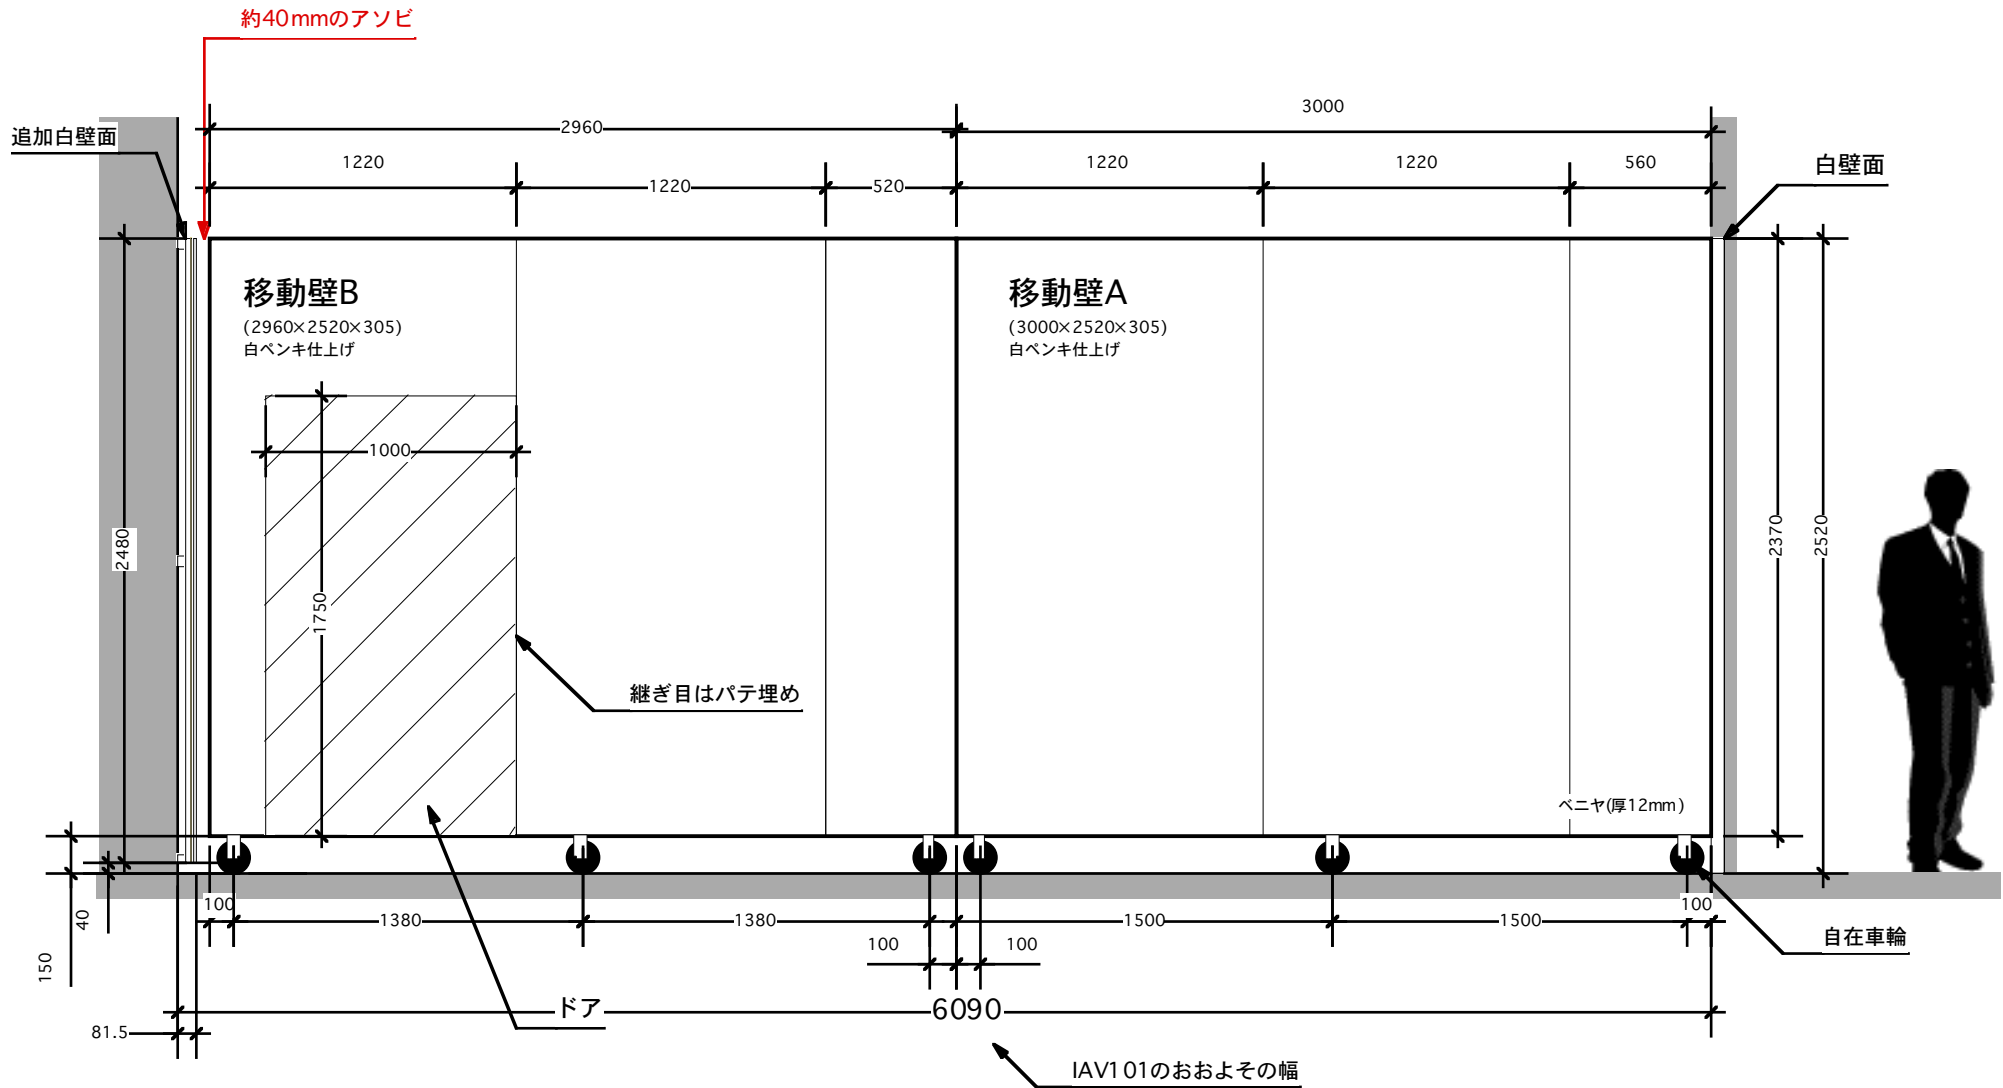 約40mmのアソビ
3000
2960
追加白壁面
1220
1220
520
1220
1220
560
白壁面
移動壁B
(2960×2520×305)
白ペンキ仕上げ
移動壁A
(3000×2520×305)
白ペンキ仕上げ
1000
2480
1750
2370
2520
継ぎ目はパテ埋め
ベニヤ(厚12mm)
100
1380
1380
1500
1500
100
40
150
100
100
自在車輪
ドア
6090
81.5
IAV101のおおよその幅